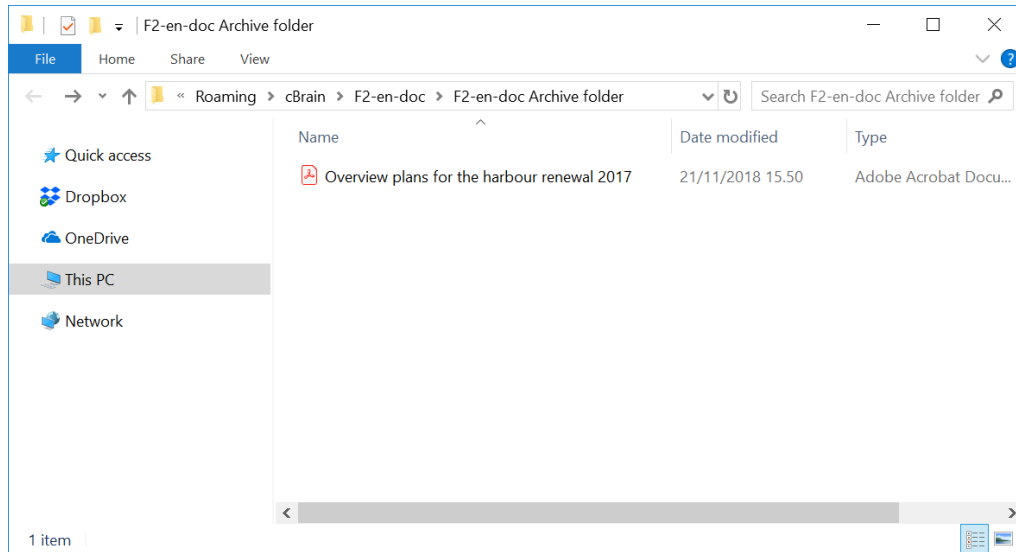 F2-en-doc Archive folder
File Home Share View
« Roaming > cBrain > F2-en-doc > F2-en-doc Archive folder Search F2-en-doc Archive folder
Name Date modified Type
Quick access
Overview plans for the harbour renewal 2017 21/11/2018 15.50 Adobe Acrobat Docu...
Dropbox
OneDrive
This PC
Network
1 item